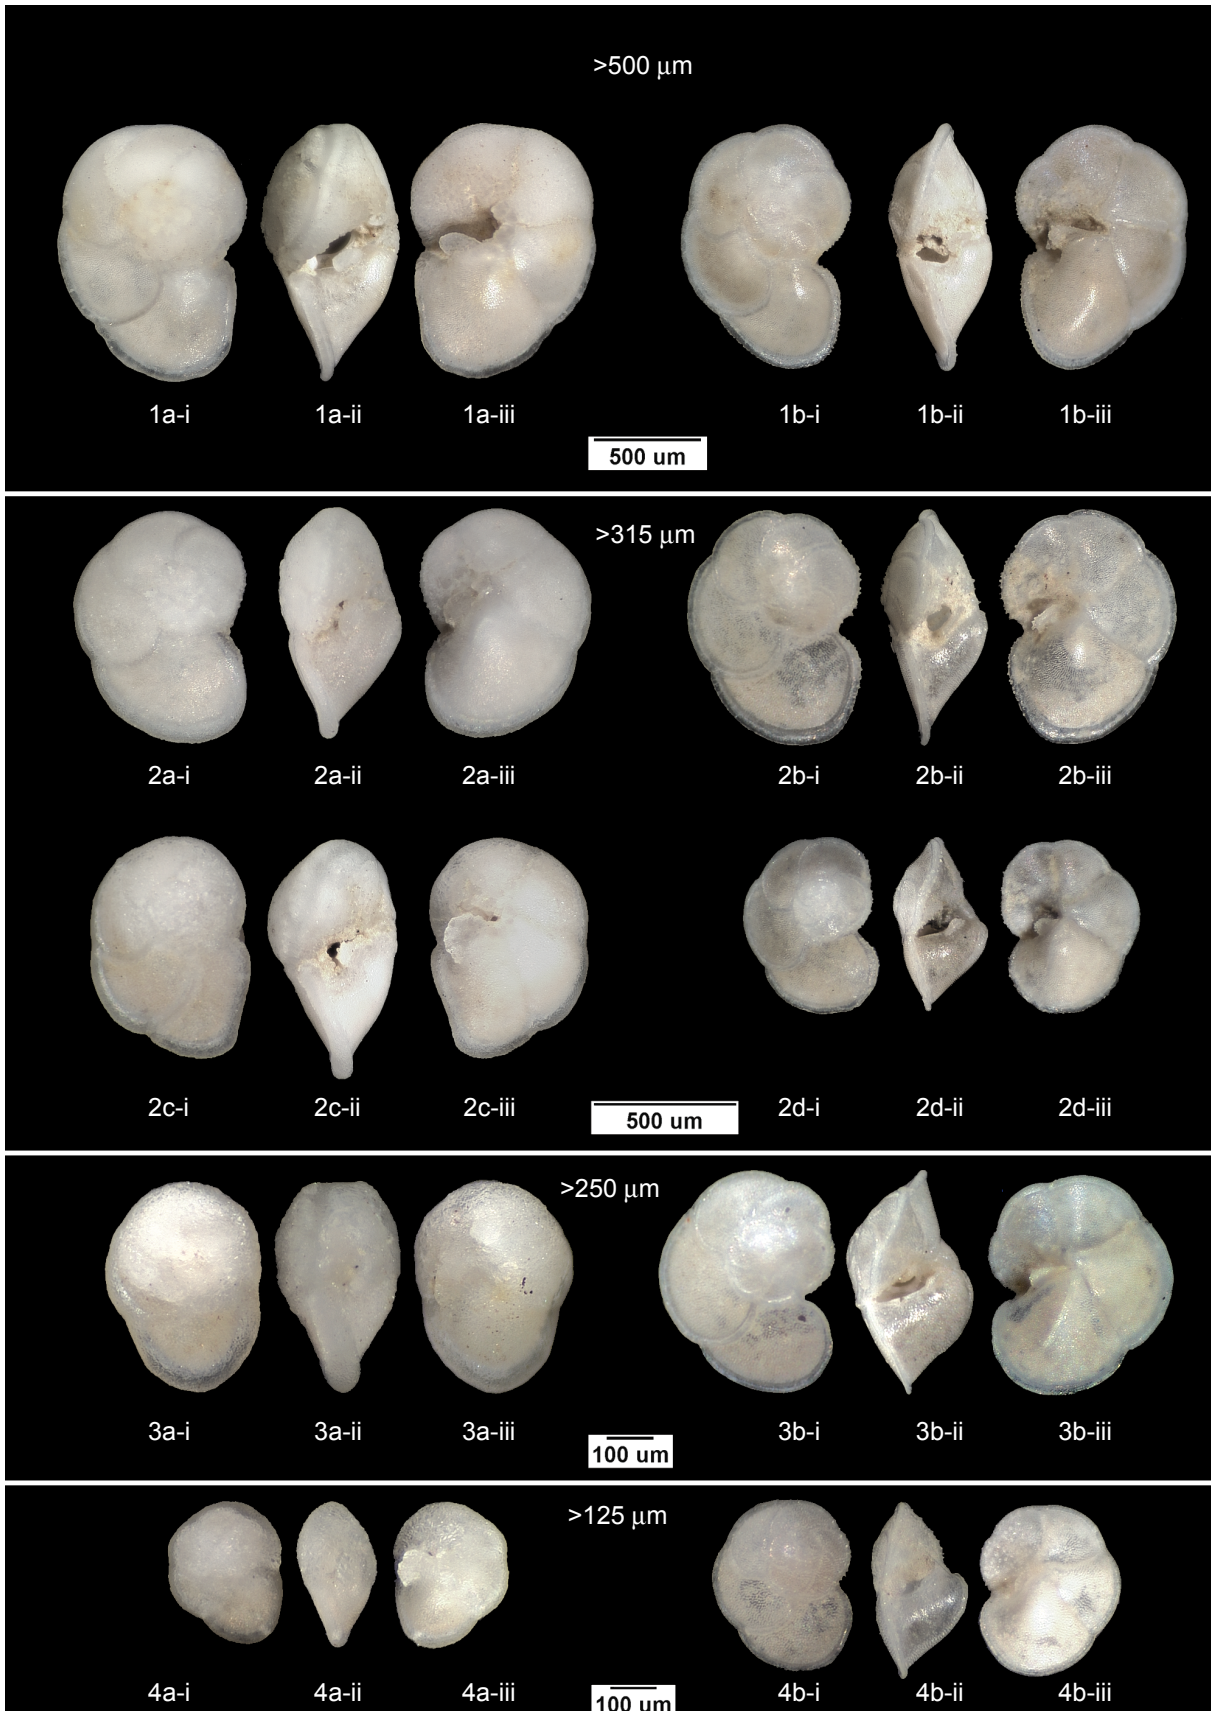 >500 μm
1a-i 1a-ii 1a-iii 1b-i 1b-ii 1b-iii
500 um
>315 μm
2a-i 2a-ii 2a-iii 2b-i 2b-ii 2b-iii
2c-i 2c-ii 2c-iii 2d-i 2d-ii 2d-iii
500 um
>250 μm
3a-i 3a-ii 3a-iii 3b-i 3b-ii 3b-iii
100 um
>125 μm
4a-i 4a-ii 4a-iii 4b-i 4b-ii 4b-iii
100 um